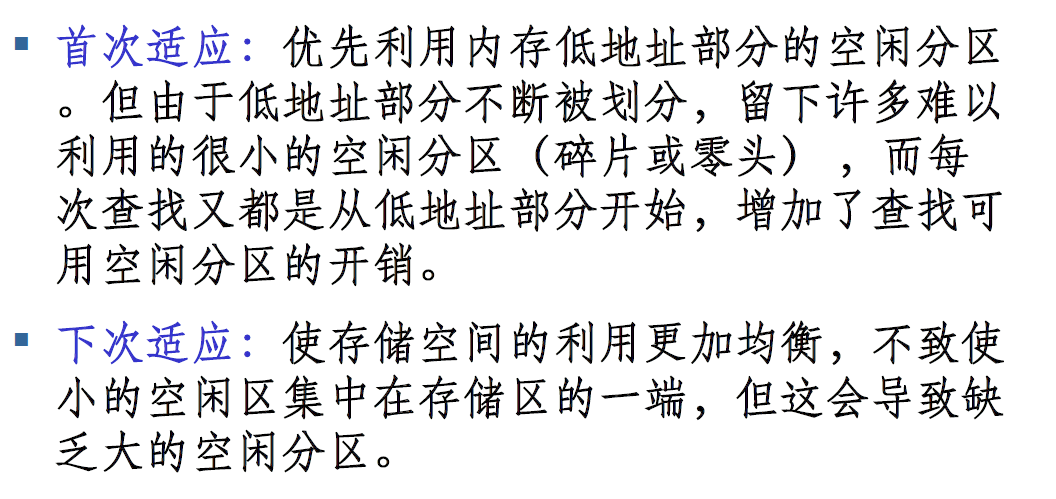 ▪ 首次适应：优先利用内存低地址部分的空闲分区
。但由于低地址部分不断被划分，留下许多难以
利用的很小的空闲分区（碎片或零头），而每
次查找又都是从低地址部分开始，增加了查找可
用空闲分区的开销。
▪ 下次适应：使存储空间的利用更加均衡，不致使
小的空闲区集中在存储区的一端，但这会导致缺
乏大的空闲分区。